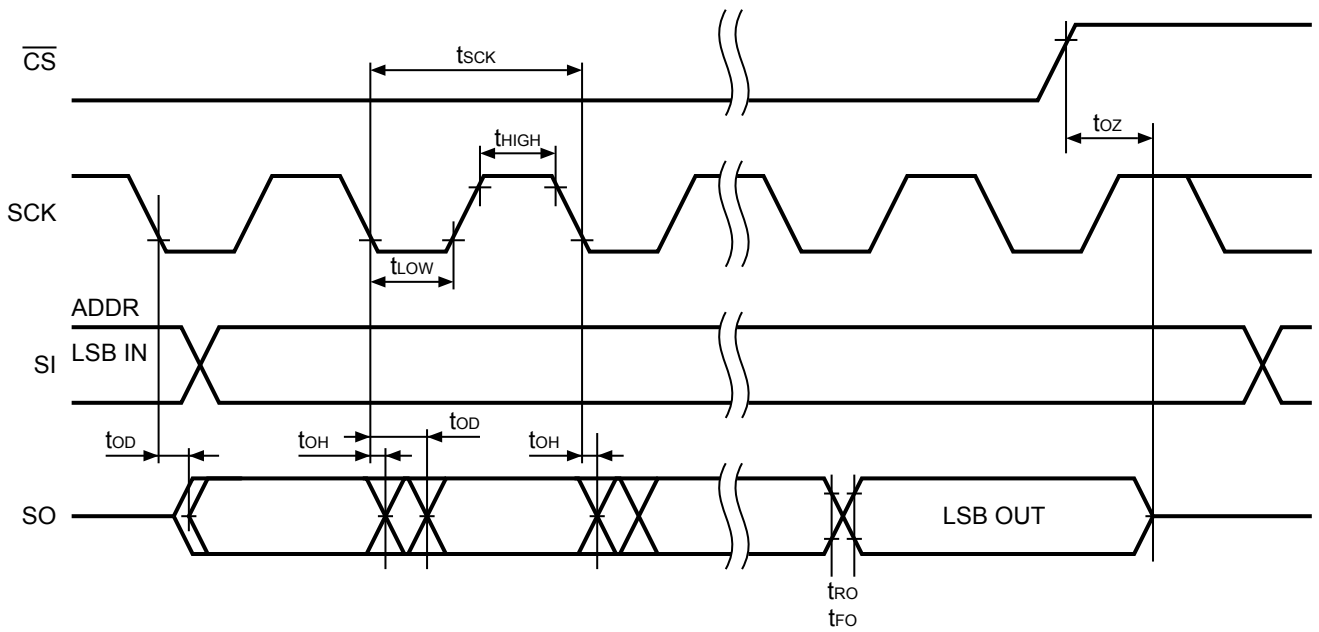 CS
tSCK
tHIGH
tOZ
SCK
tLOW
ADDR
LSB IN
SI
tOD
tOH
tOD
tOH
SO
LSB OUT
tRO
tFO